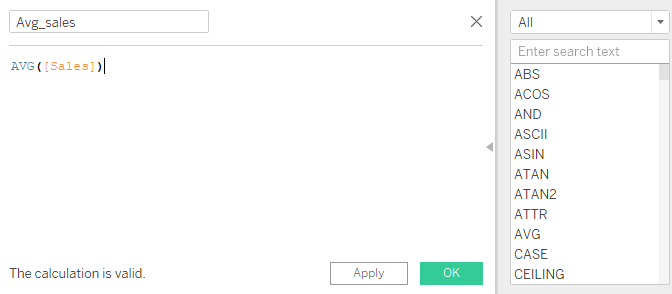 Avg_sales
AVG([Sales])
The calculation is valid.
Apply
OK
All
Enter search text
ABS
ACOS
AND
ASCII
ASIN
ATAN
ATAN2
ATTR
AVG
CASE
CEILING